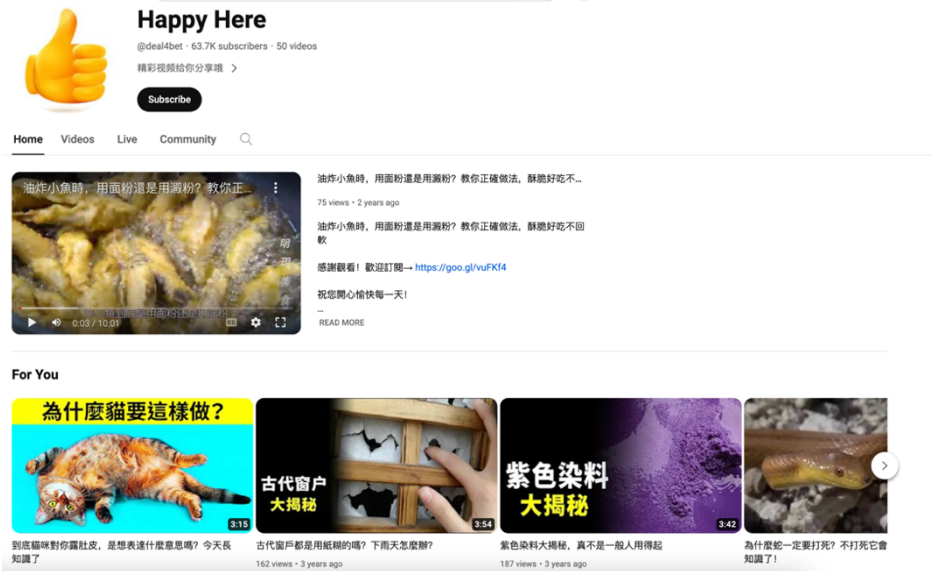 Happy Here
@deal4bet · 63.7K subscribers · 50 videos
精彩视频给你分享哦 >
Subscribe
Home Videos Live Community
油炸小魚時，用面粉還是用澱粉？教你正...
明玥美食
0:03 / 10:01
油炸小魚時，用面粉還是用澱粉？教你正確做法，酥脆好吃不...
75 views • 2 years ago
油炸小魚時，用面粉還是用澱粉？教你正確做法，酥脆好吃不回
軟
感謝觀看！歡迎訂閱→ https://goo.gl/vuFKf4
祝您開心愉快每一天！
...
READ MORE
For You
為什麼貓要這樣做？
3:15
古代窗户
大揭秘
3:54
紫色染料
大揭秘
3:42
到底貓咪對你露肚皮，是想表達什麼意思嗎？今天長
知識了
古代窗戶都是用紙糊的嗎？下雨天怎麼辦？
162 views • 3 years ago
紫色染料大揭秘，真不是一般人用得起
187 views • 3 years ago
為什麼蛇一定要打死？不打死它會
知識了！